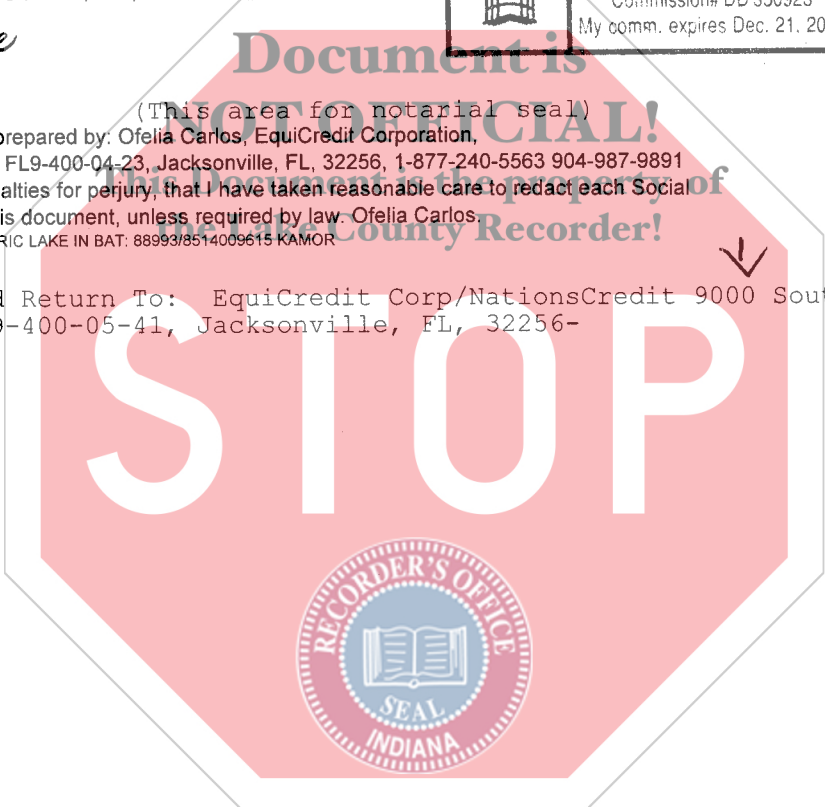 Commission# DD 350923
My comm. expires Dec. 21, 20
Document is
(This area for notarial seal)
NOT OFFICIAL!
prepared by: Ofelia Carlos, EquiCredit Corporation,
FL9-400-04-23, Jacksonville, FL, 32256, 1-877-240-5563 904-987-9891
This Document is the property of
alties for perjury, that I have taken reasonable care to redact each Social
is document, unless required by law. Ofelia Carlos.
the Lake County Recorder!
RIC LAKE IN BAT: 88993/8514009615 KAMOR
d Return To: EquiCredit Corp/NationsCredit 9000 Sout
9-400-05-41, Jacksonville, FL, 32256-
STOP
RECORDER'S OFFICE
SEAL
INDIANA